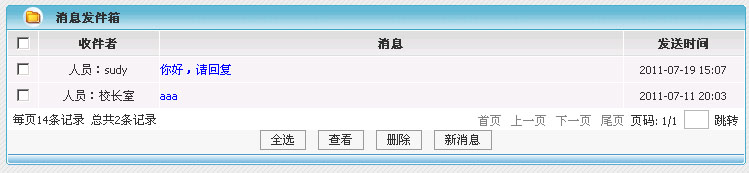 消息发件箱
收件者 消息 发送时间
人员：sudy 你好，请回复 2011-07-19 15:07
人员：校长室 aaa 2011-07-11 20:03
每页14条记录 总共2条记录 首页 上一页 下一页 尾页 页码: 1/1 跳转
全选 查看 删除 新消息